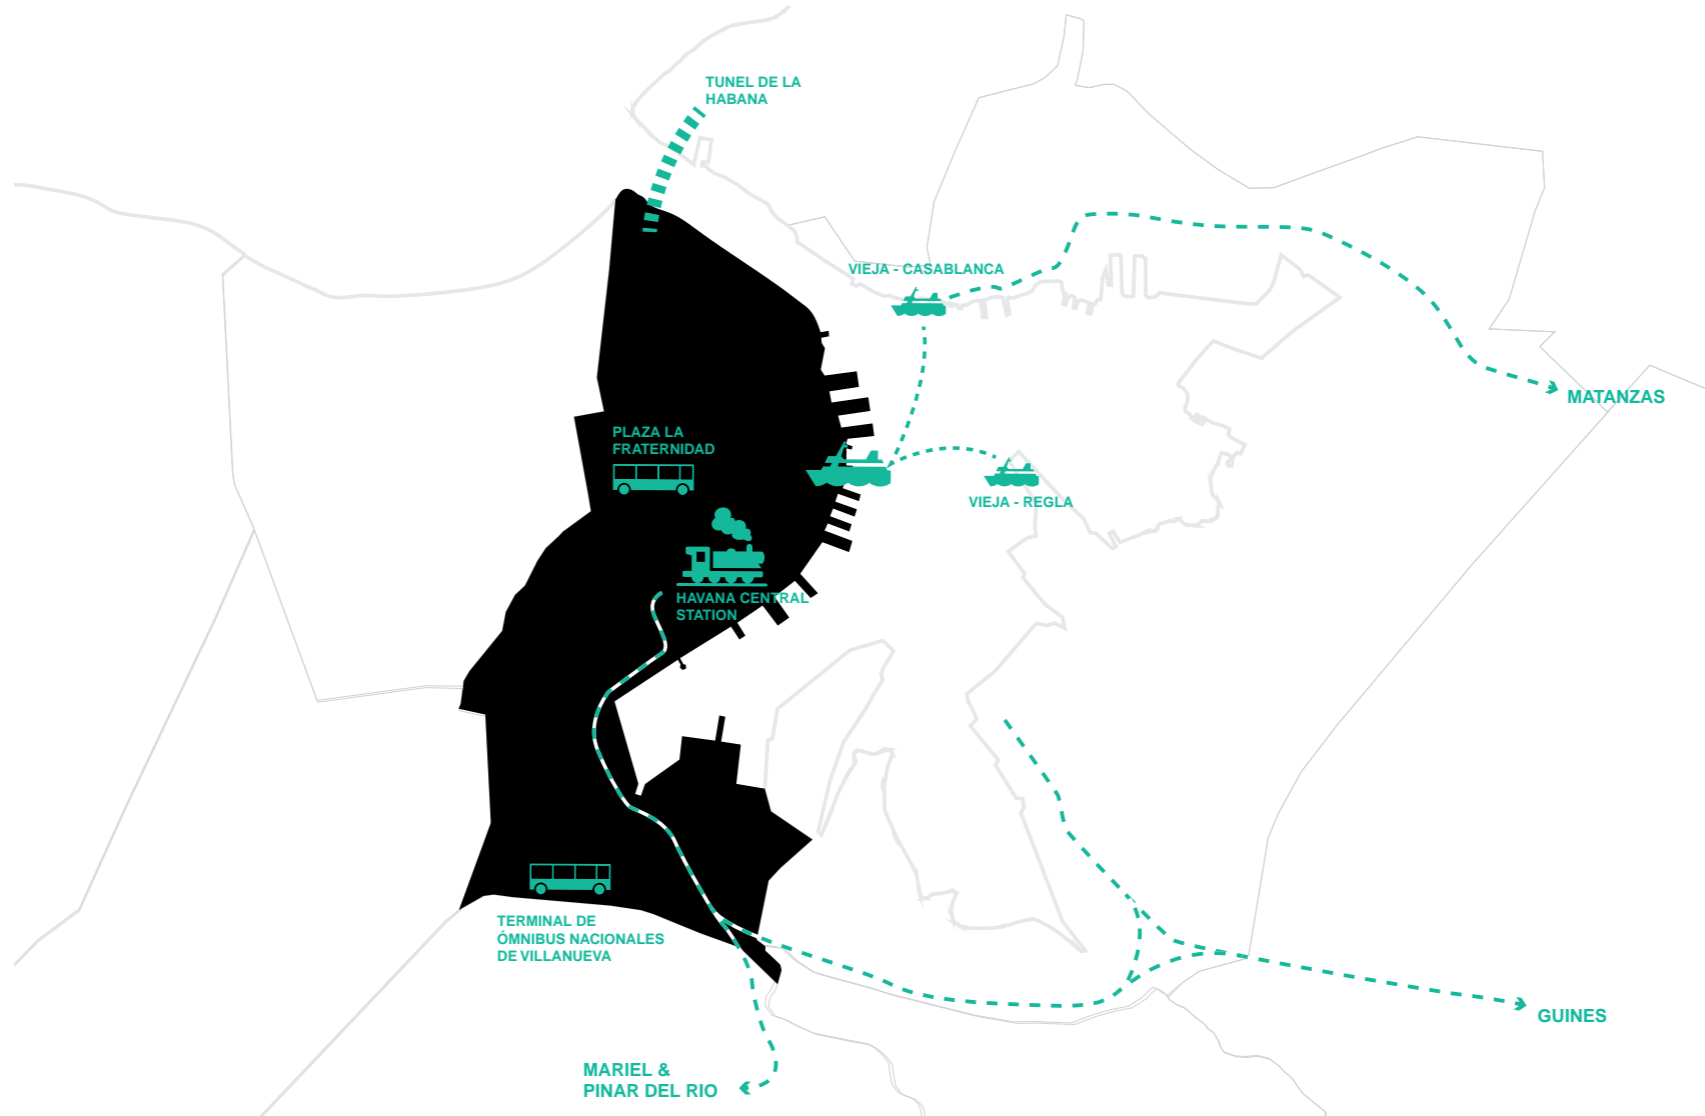 TUNEL DE LA
HABANA
VIEJA - CASABLANCA
MATANZAS
PLAZA LA
FRATERNIDAD
VIEJA - REGLA
HAVANA CENTRAL
STATION
TERMINAL DE
ÓMNIBUS NACIONALES
DE VILLANUEVA
GUINES
MARIEL &
PINAR DEL RIO